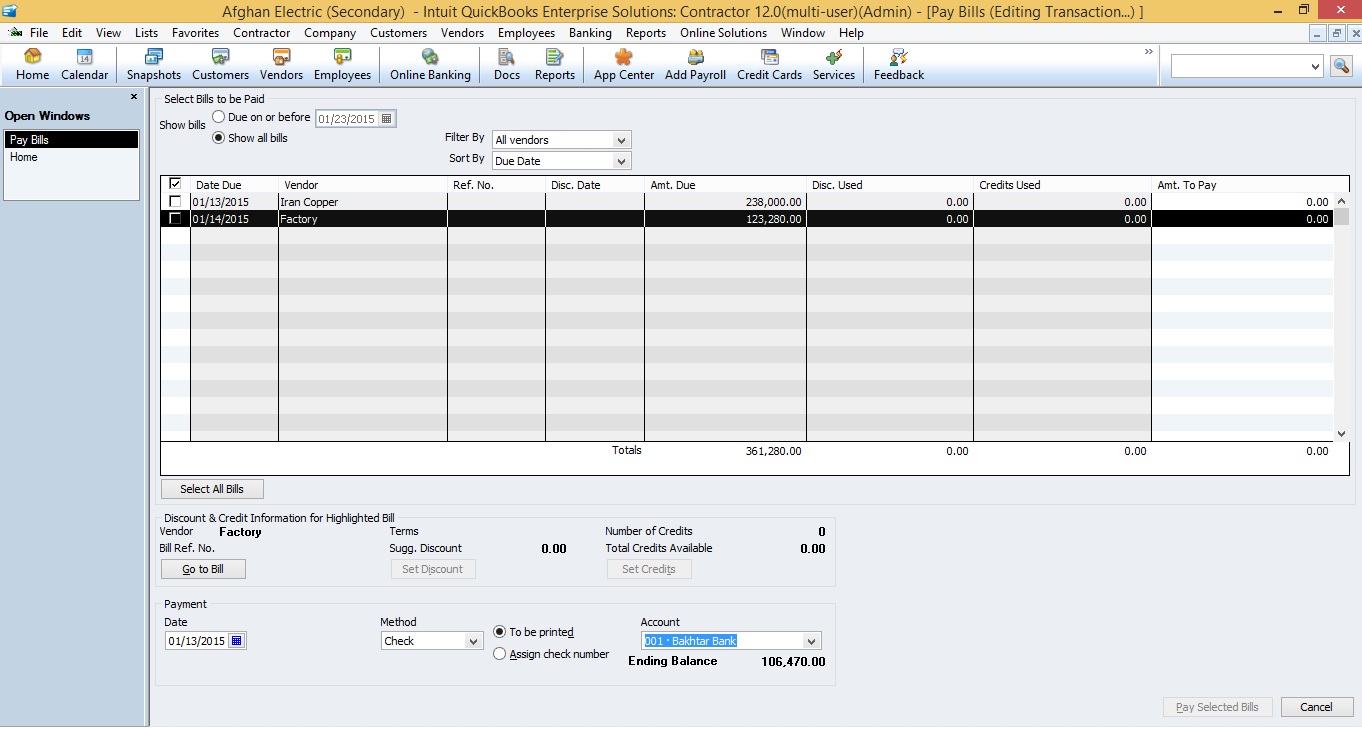 Afghan Electric (Secondary) - Intuit QuickBooks Enterprise Solutions: Contractor 12.0(multi-user)(Admin) - [Pay Bills (Editing Transaction...) ]
File Edit View Lists Favorites Contractor Company Customers Vendors Employees Banking Reports Online Solutions Window Help
14
Home Calendar Snapshots Customers Vendors Employees Online Banking Docs Reports App Center Add Payroll Credit Cards Services Feedback
Open Windows
Pay Bills
Home
Select Bills to be Paid
Show bills Due on or before 01/23/2015
Show all bills
Filter By All vendors
Sort By Due Date
Date Due Vendor Ref. No. Disc. Date Amt. Due Disc. Used Credits Used Amt. To Pay
01/13/2015 Iran Copper 238,000.00 0.00 0.00 0.00
01/14/2015 Factory 123,280.00 0.00 0.00 0.00
Totals 361,280.00 0.00 0.00 0.00
Select All Bills
Discount & Credit Information for Highlighted Bill
Vendor Factory Terms Number of Credits 0
Bill Ref. No. Sugg. Discount 0.00 Total Credits Available 0.00
Go to Bill Set Discount Set Credits
Payment
Date Method Account
01/13/2015 Check To be printed 001 · Bakhtar Bank
Assign check number Ending Balance 106,470.00
Pay Selected Bills Cancel